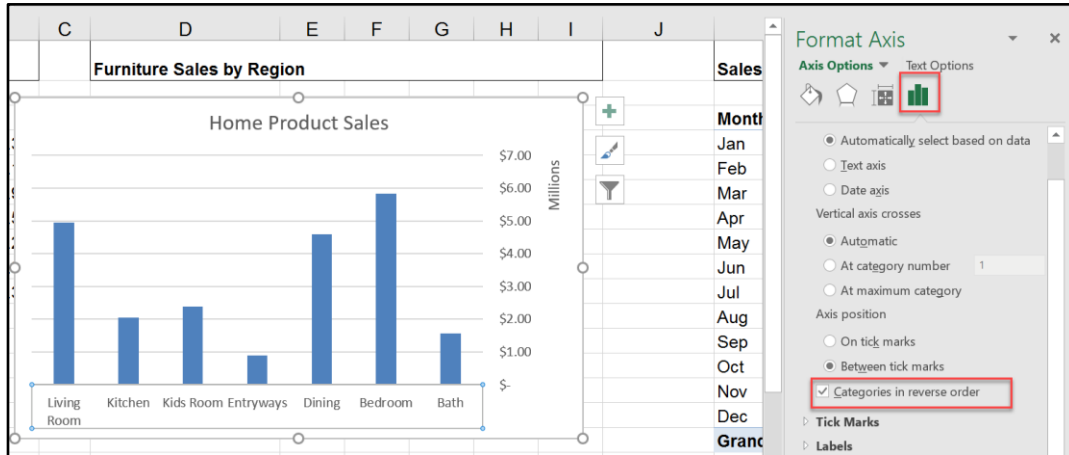 C D E F G H I J
Furniture Sales by Region
Sales
Month
Jan
Feb
Mar
Apr
May
Jun
Jul
Aug
Sep
Oct
Nov
Dec
Grand
Home Product Sales
$7.00
$6.00
$5.00
$4.00
$3.00
$2.00
$1.00
$-
Millions
Living Room
Kitchen
Kids Room
Entryways
Dining
Bedroom
Bath
Format Axis
Axis Options Text Options
Automatically select based on data
Text axis
Date axis
Vertical axis crosses
Automatic
At category number 1
At maximum category
Axis position
On tick marks
Between tick marks
Categories in reverse order
Tick Marks
Labels